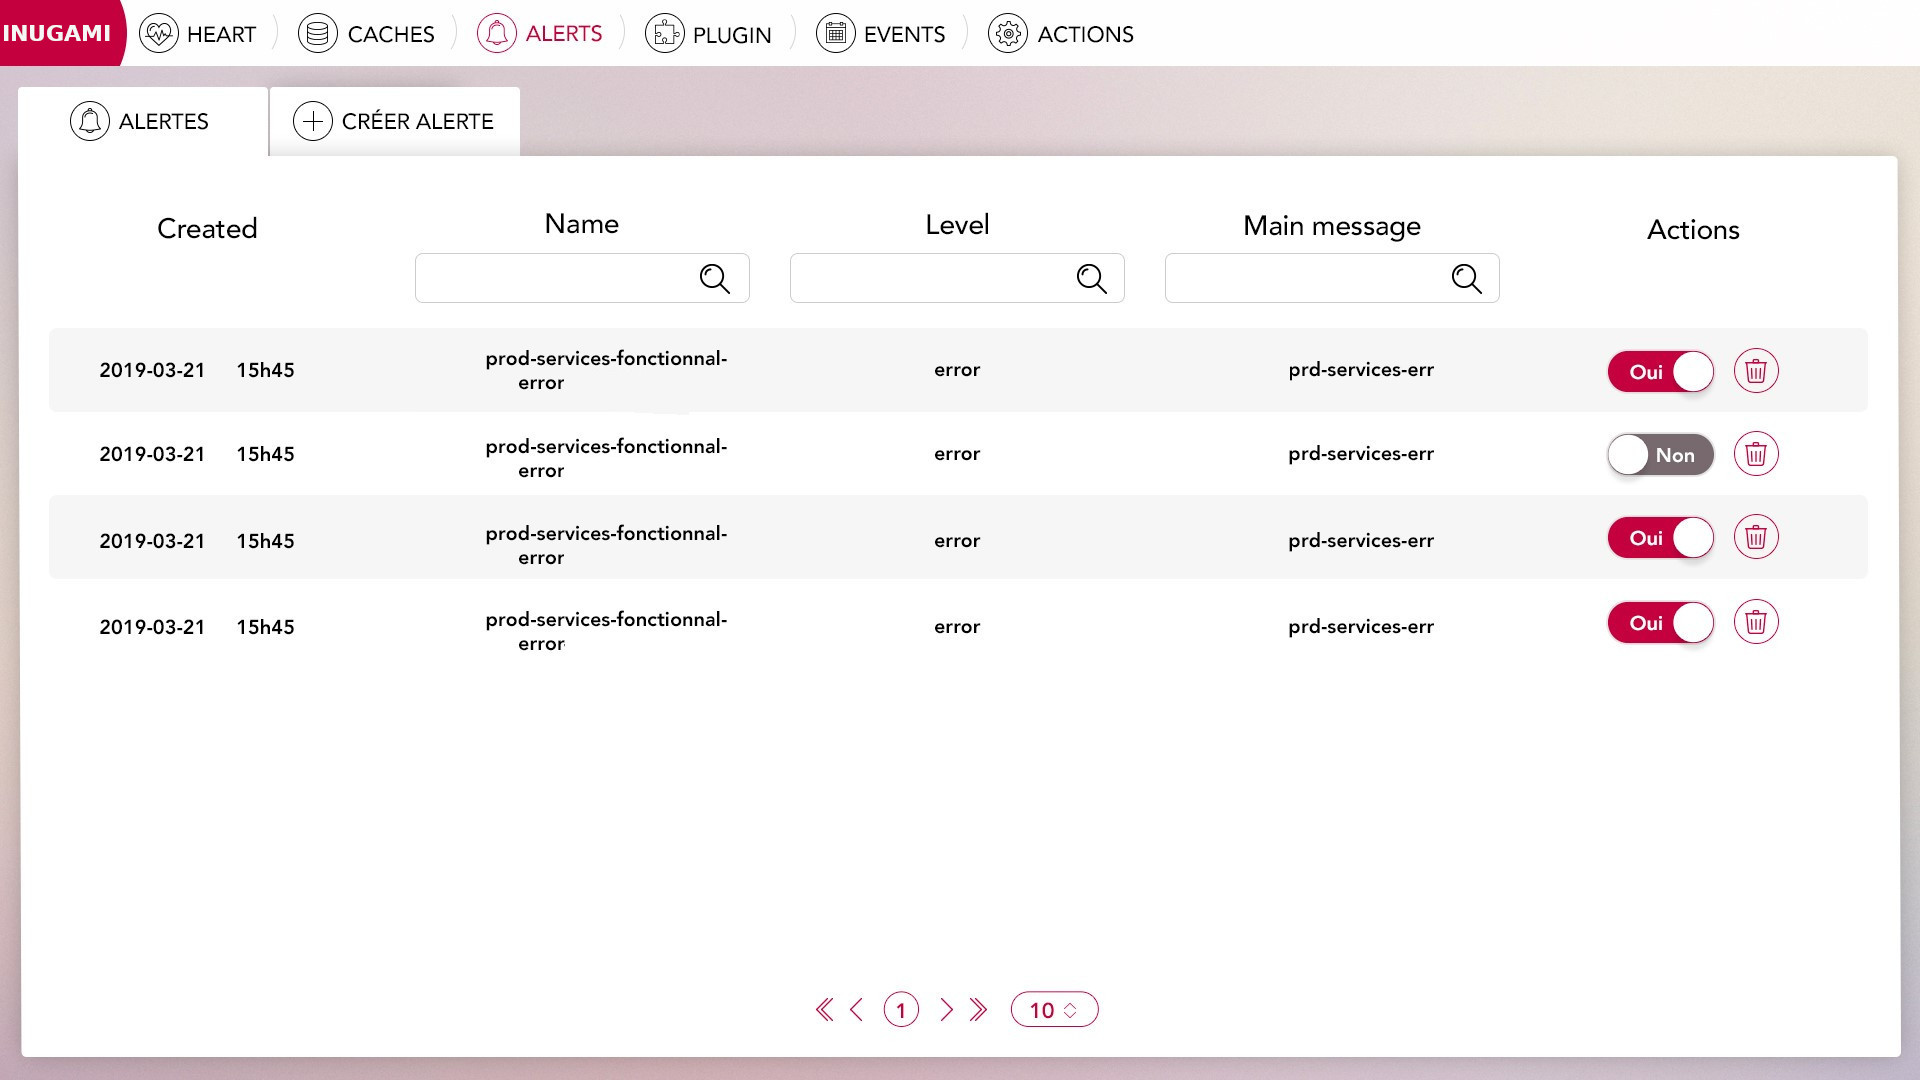 INUGAMI HEART CACHES ALERTS PLUGIN EVENTS ACTIONS
ALERTES CRÉER ALERTE
Created Name Level Main message Actions
2019-03-21 15h45 prod-services-fonctionnal-
error error prd-services-err Oui
2019-03-21 15h45 prod-services-fonctionnal-
error error prd-services-err Non
2019-03-21 15h45 prod-services-fonctionnal-
error error prd-services-err Oui
2019-03-21 15h45 prod-services-fonctionnal-
error error prd-services-err Oui
1 10